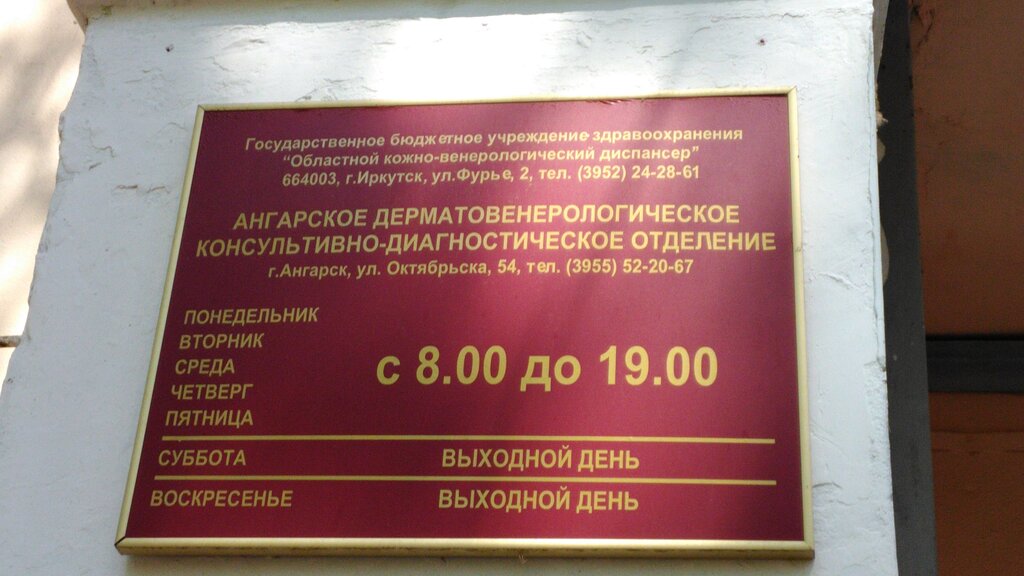 Государственное бюджетное учреждение здравоохранения
"Областной кожно-венерологический диспансер"
664003, г.Иркутск, ул.Фурье, 2, тел. (3952) 24-28-61
АНГАРСКОЕ ДЕРМАТОВЕНЕРОЛОГИЧЕСКОЕ
КОНСУЛЬТИВНО-ДИАГНОСТИЧЕСКОЕ ОТДЕЛЕНИЕ
г.Ангарск, ул. Октябрьска, 54, тел. (3955) 52-20-67
ПОНЕДЕЛЬНИК
ВТОРНИК
СРЕДА
ЧЕТВЕРГ
ПЯТНИЦА
с 8.00 до 19.00
СУББОТА ВЫХОДНОЙ ДЕНЬ
ВОСКРЕСЕНЬЕ ВЫХОДНОЙ ДЕНЬ